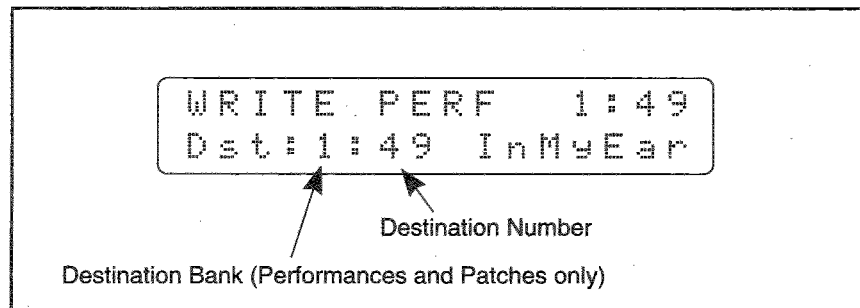 WRITE PERF 1:49
Dst:1:49 InMyEar
Destination Number
Destination Bank (Performances and Patches only)